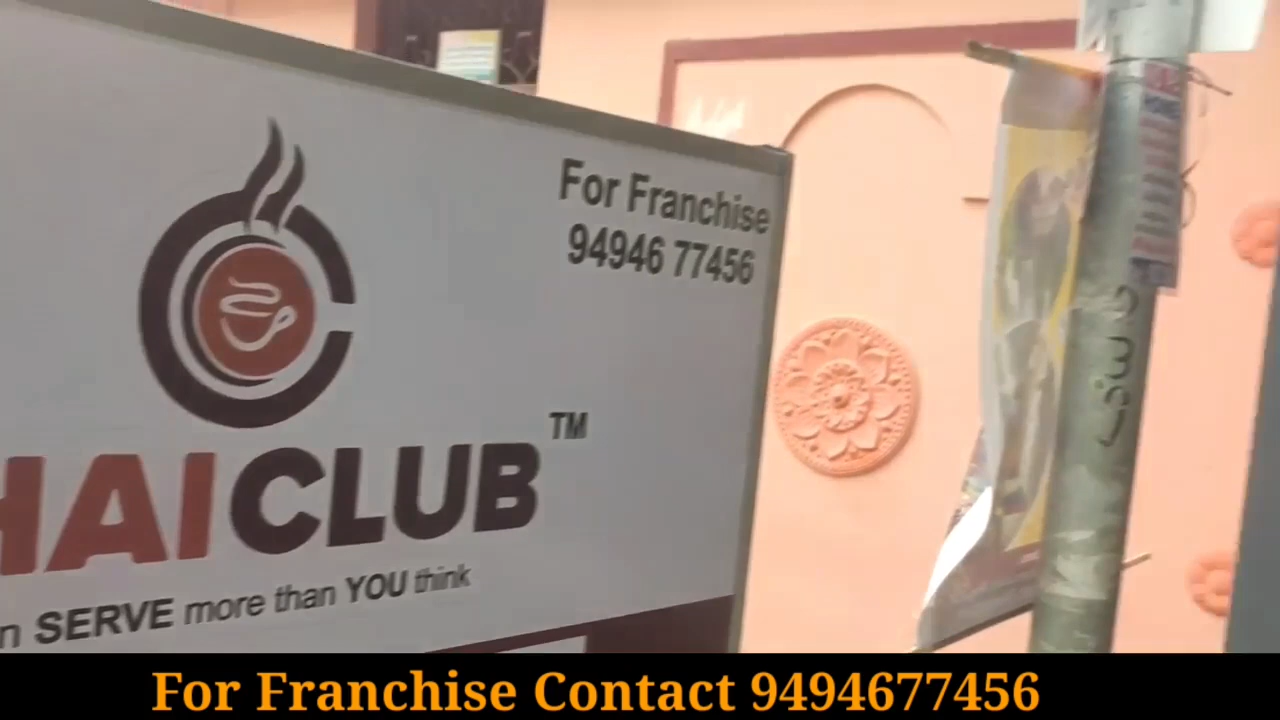 For Franchise
94946 77456
TM
HAICLUB
n SERVE more than YOU think
For Franchise Contact 9494677456